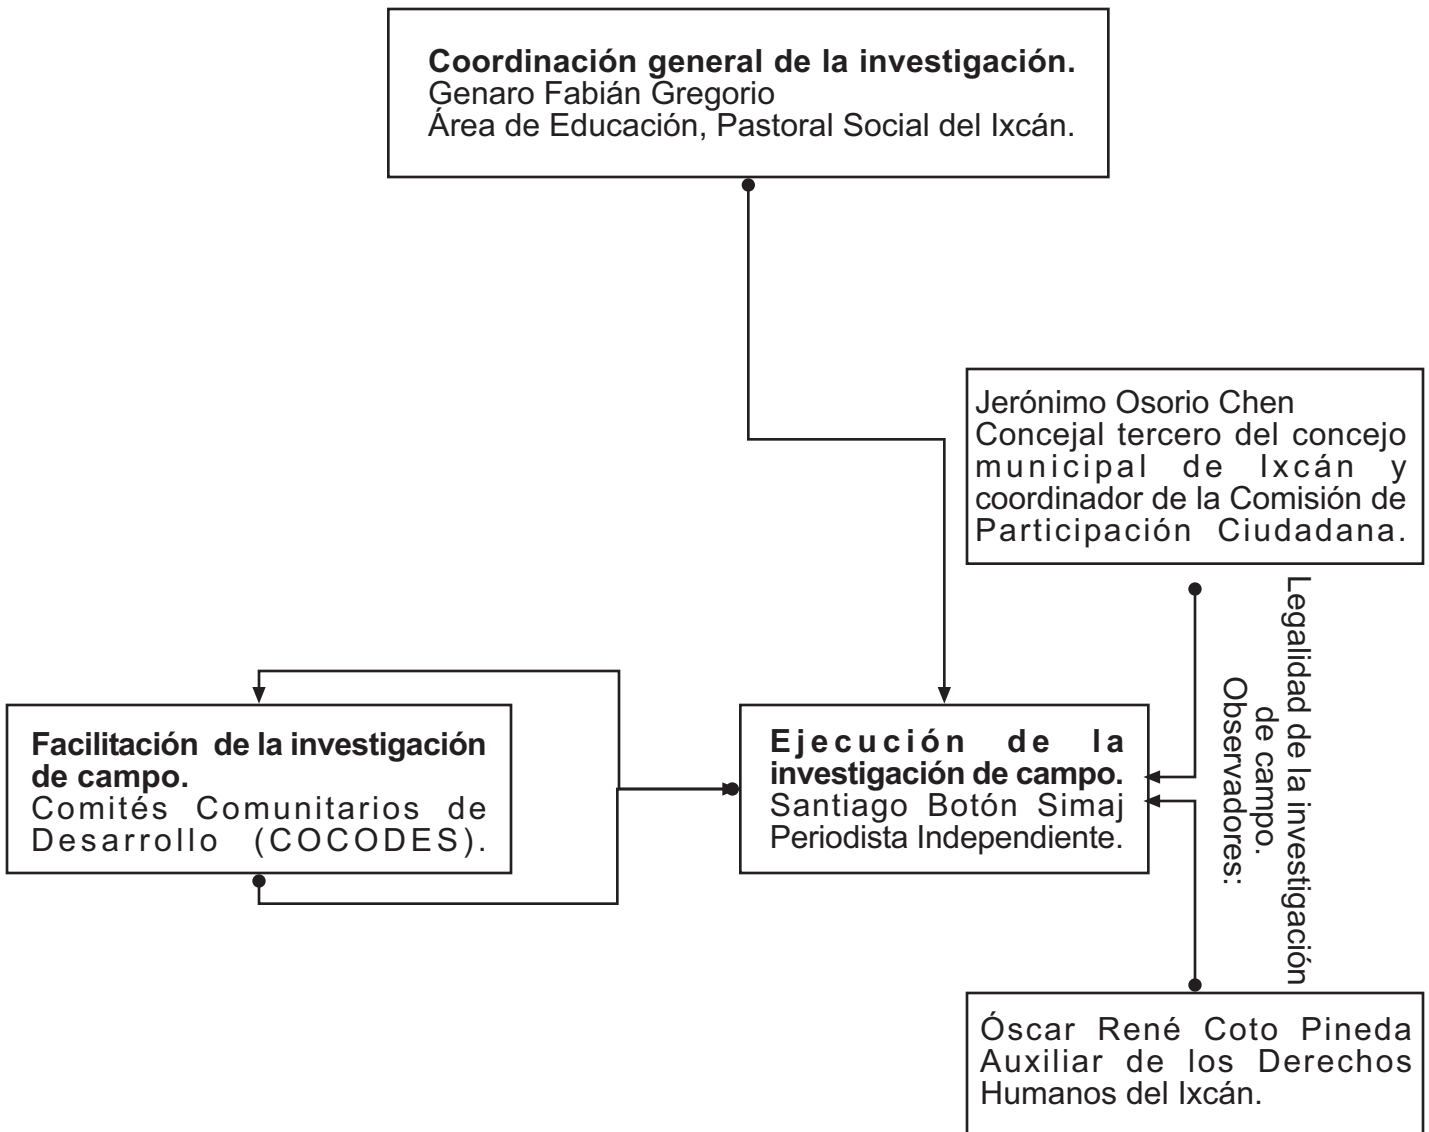 Coordinación general de la investigación.
Genaro Fabián Gregorio
Área de Educación, Pastoral Social del Ixcán.
Jerónimo Osorio Chen
Concejal tercero del concejo
municipal de Ixcán y
coordinador de la Comisión de
Participación Ciudadana.
Legalidad de la investigación
de campo.
Observadores:
Facilitación de la investigación
de campo.
Comités Comunitarios de
Desarrollo (COCODES).
Ejecución de la
investigación de campo.
Santiago Botón Simaj
Periodista Independiente.
Óscar René Coto Pineda
Auxiliar de los Derechos
Humanos del Ixcán.